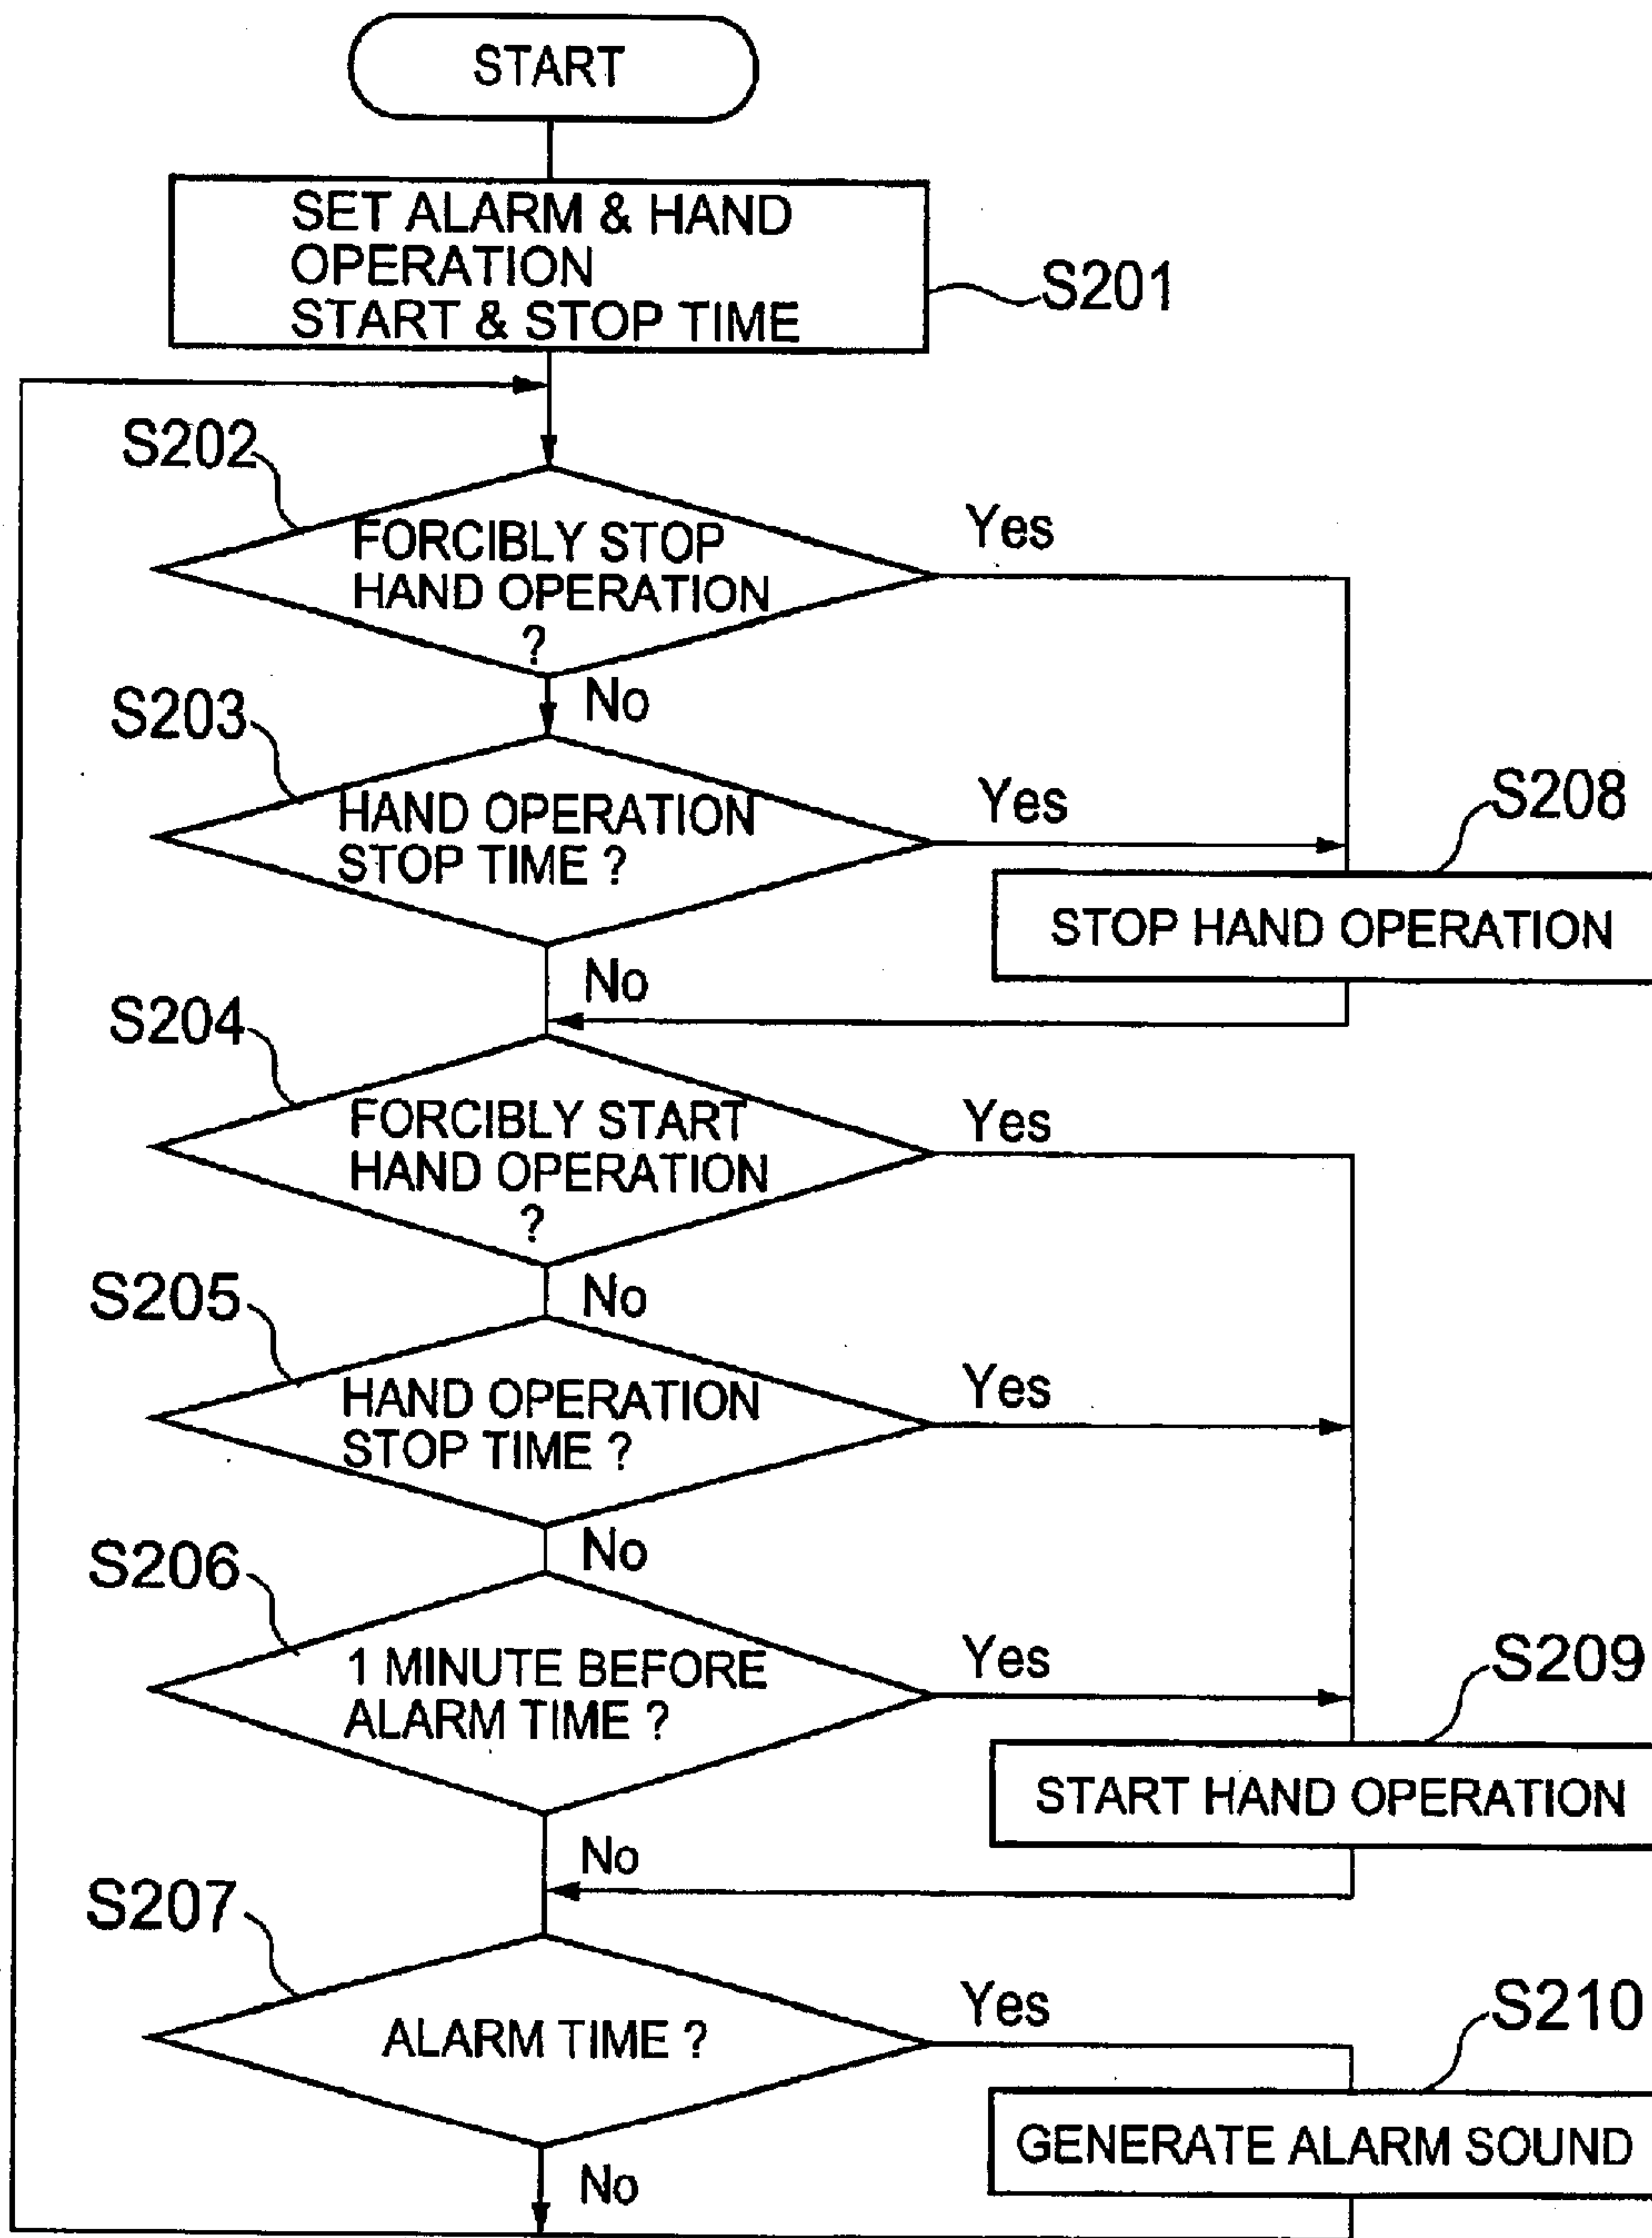 START
SET ALARM & HAND
OPERATION
START & STOP TIME
S201
S202
FORCIBLY STOP
HAND OPERATION
?
Yes
No
S203
HAND OPERATION
STOP TIME ?
Yes
S208
STOP HAND OPERATION
No
S204
FORCIBLY START
HAND OPERATION
?
Yes
No
S205
HAND OPERATION
STOP TIME ?
Yes
No
S206
1 MINUTE BEFORE
ALARM TIME ?
Yes
S209
START HAND OPERATION
No
S207
ALARM TIME ?
Yes
S210
GENERATE ALARM SOUND
No